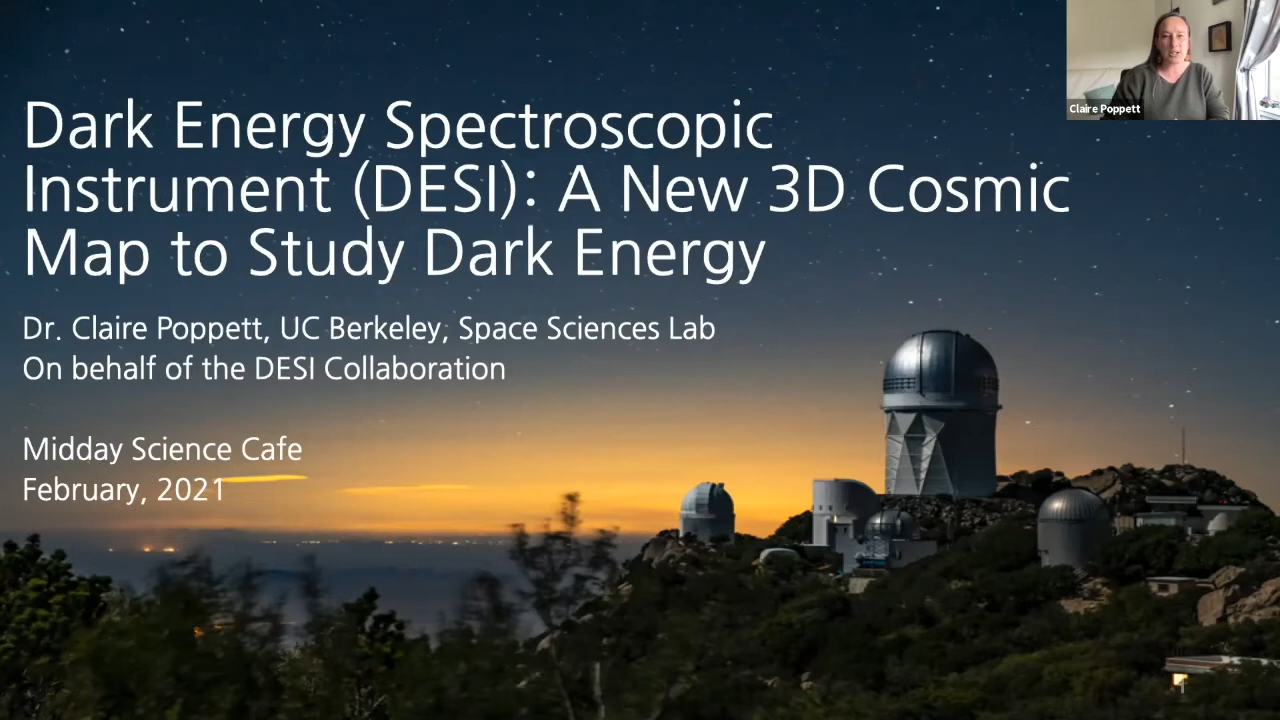 Dark Energy Spectroscopic
Instrument (DESI): A New 3D Cosmic
Map to Study Dark Energy
Dr. Claire Poppett, UC Berkeley, Space Sciences Lab
On behalf of the DESI Collaboration
Midday Science Cafe
February, 2021
Claire Poppett
1